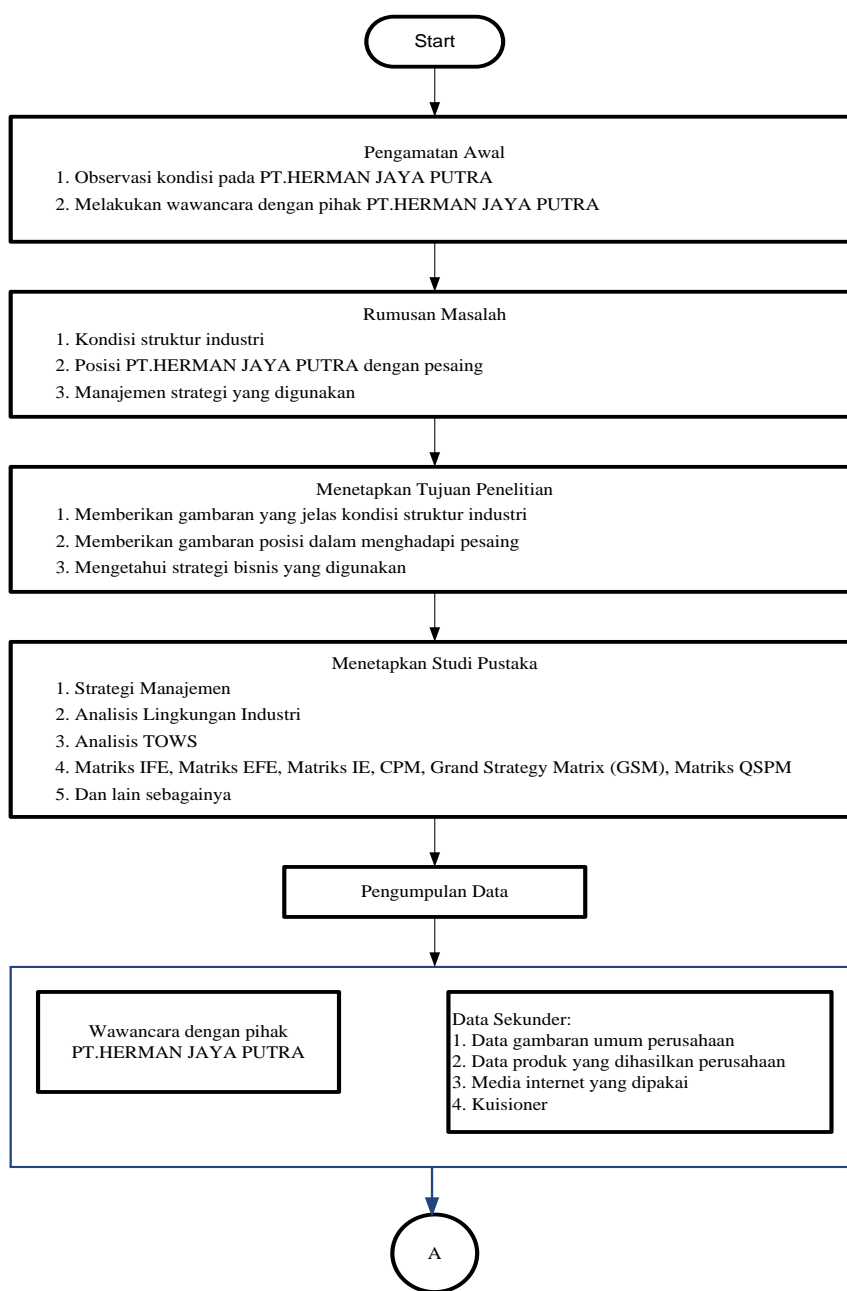 Start
Pengamatan Awal
1. Observasi kondisi pada PT.HERMAN JAYA PUTRA
2. Melakukan wawancara dengan pihak PT.HERMAN JAYA PUTRA
Rumusan Masalah
1. Kondisi struktur industri
2. Posisi PT.HERMAN JAYA PUTRA dengan pesaing
3. Manajemen strategi yang digunakan
Menetapkan Tujuan Penelitian
1. Memberikan gambaran yang jelas kondisi struktur industri
2. Memberikan gambaran posisi dalam menghadapi pesaing
3. Mengetahui strategi bisnis yang digunakan
Menetapkan Studi Pustaka
1. Strategi Manajemen
2. Analisis Lingkungan Industri
3. Analisis TOWS
4. Matriks IFE, Matriks EFE, Matriks IE, CPM, Grand Strategy Matrix (GSM), Matriks QSPM
5. Dan lain sebagainya
Pengumpulan Data
Wawancara dengan pihak
PT.HERMAN JAYA PUTRA
Data Sekunder:
1. Data gambaran umum perusahaan
2. Data produk yang dihasilkan perusahaan
3. Media internet yang dipakai
4. Kuisioner
A